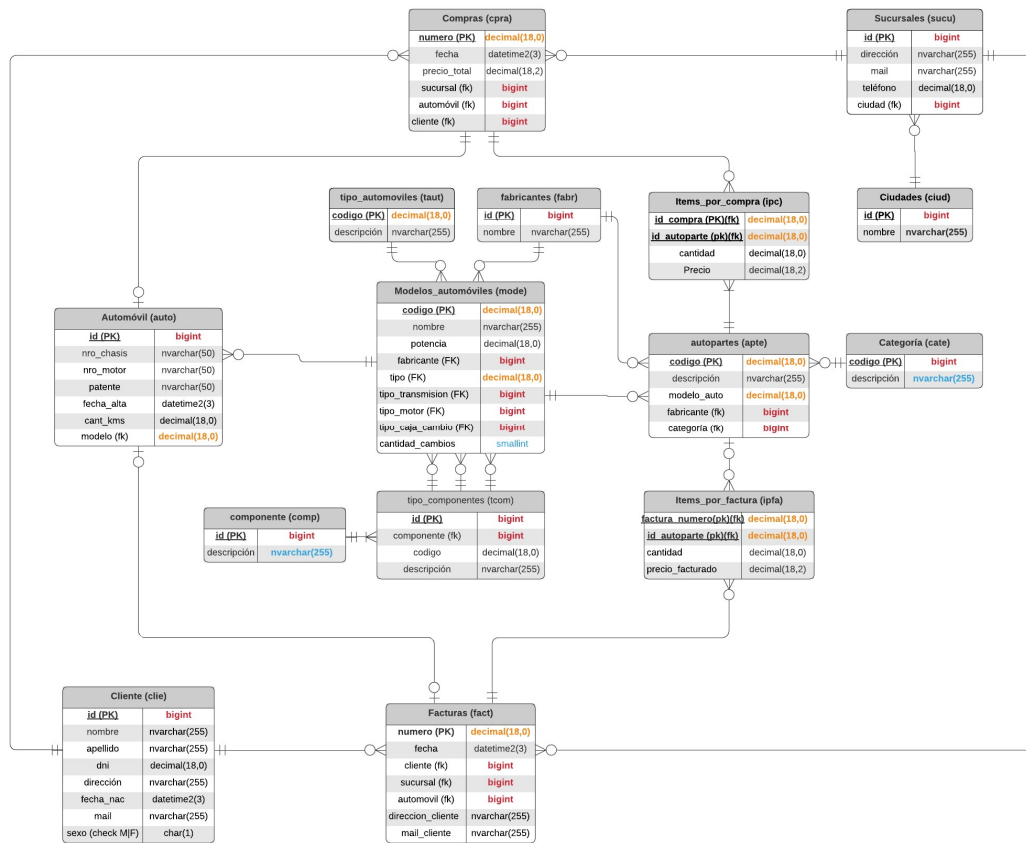 Compras (cpra)
numero (PK) decimal(18,0)
fecha datetime2(3)
precio_total decimal(18,2)
sucursal (fk) bigint
automóvil (fk) bigint
cliente (fk) bigint
Sucursales (sucu)
id (PK) bigint
dirección nvarchar(255)
mail nvarchar(255)
teléfono decimal(18,0)
ciudad (fk) bigint
tipo_automoviles (taut)
codigo (PK) decimal(18,0)
descripción nvarchar(255)
fabricantes (fabr)
id (PK) bigint
nombre nvarchar(255)
Items_por_compra (ipc)
id_compra (PK)(fk) decimal(18,0)
id_autoparte (pk)(fk) decimal(18,0)
cantidad decimal(18,0)
Precio decimal(18,2)
Ciudades (ciud)
id (PK) bigint
nombre nvarchar(255)
Automóvil (auto)
id (PK) bigint
nro_chasis nvarchar(50)
nro_motor nvarchar(50)
patente nvarchar(50)
fecha_alta datetime2(3)
cant_kms decimal(18,0)
modelo (fk) decimal(18,0)
Modelos_automóviles (mode)
codigo (PK) decimal(18,0)
nombre nvarchar(255)
potencia decimal(18,0)
fabricante (FK) bigint
tipo (FK) decimal(18,0)
tipo_transmision (FK) bigint
tipo_motor (FK) bigint
tipo_caja_cambio (FK) bigint
cantidad_cambios smallint
autopartes (apte)
codigo (PK) decimal(18,0)
descripción nvarchar(255)
modelo_auto decimal(18,0)
fabricante (fk) bigint
categoría (fk) bigint
Categoría (cate)
codigo (PK) bigint
descripción nvarchar(255)
componente (comp)
id (PK) bigint
descripción nvarchar(255)
tipo_componentes (tcom)
id (PK) bigint
componente (fk) bigint
codigo decimal(18,0)
descripción nvarchar(255)
Items_por_factura (ipfa)
factura_numero(pk)(fk) decimal(18,0)
id_autoparte (pk)(fk) decimal(18,0)
cantidad decimal(18,0)
precio_facturado decimal(18,2)
Cliente (clie)
id (PK) bigint
nombre nvarchar(255)
apellido nvarchar(255)
dni decimal(18,0)
dirección nvarchar(255)
fecha_nac datetime2(3)
mail nvarchar(255)
sexo (check M|F) char(1)
Facturas (fact)
numero (PK) decimal(18,0)
fecha datetime2(3)
cliente (fk) bigint
sucursal (fk) bigint
automovil (fk) bigint
direccion_cliente nvarchar(255)
mail_cliente nvarchar(255)